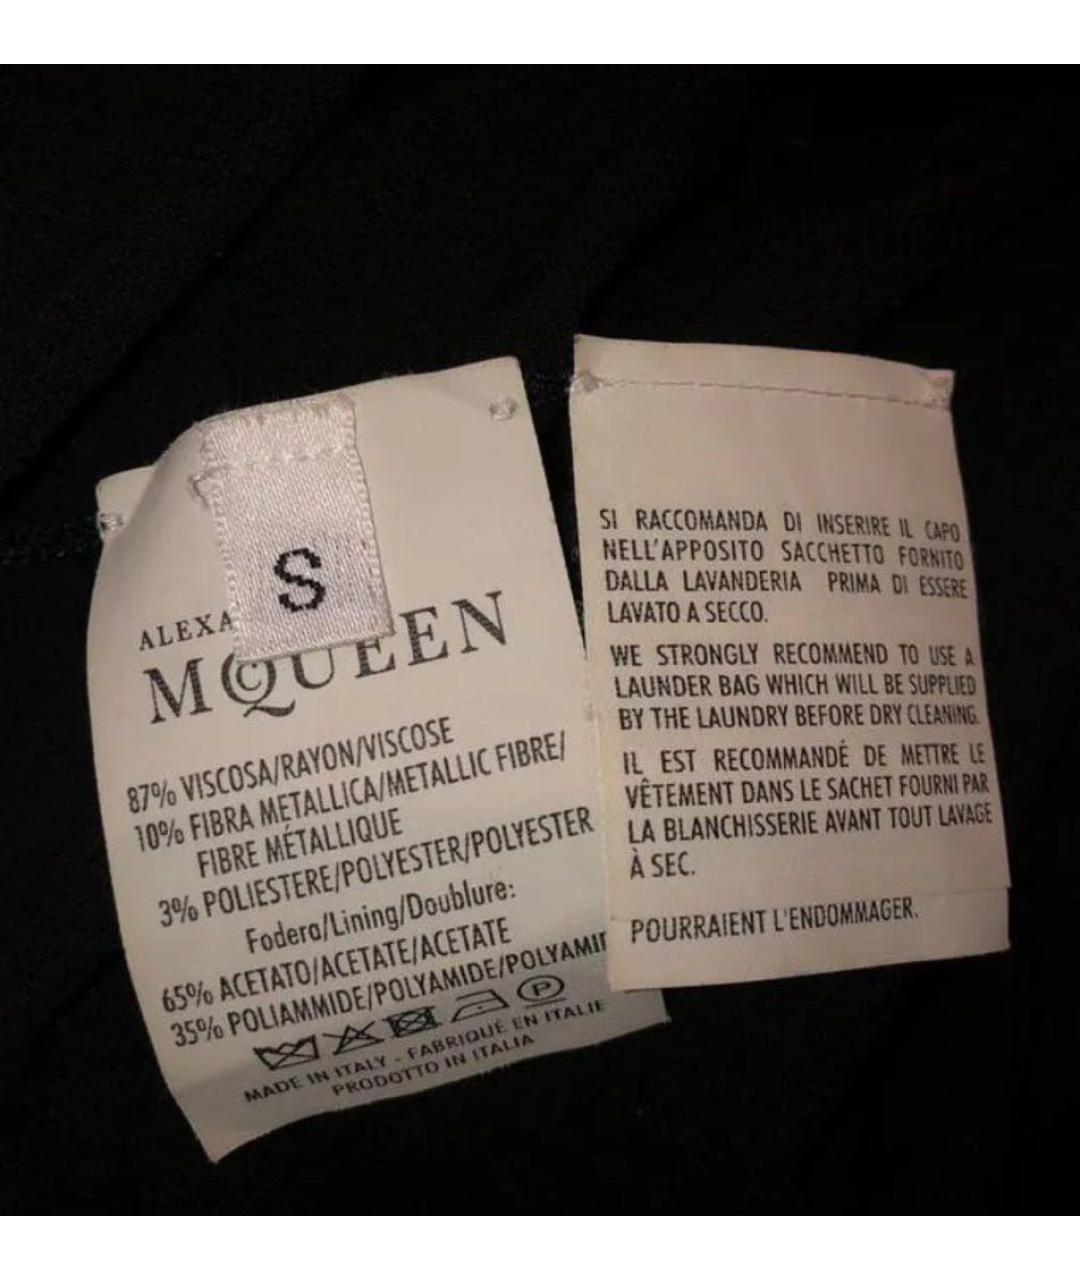 S
ALEXA
MCQUEEN
87% VISCOSA/RAYON/VISCOSE
10% FIBRA METALLICA/METALLIC FIBRE/
FIBRE MÉTALLIQUE
3% POLIESTERE/POLYESTER/POLYESTER
Fodera/Lining/Doublure:
65% ACETATO/ACETATE/ACETATE
35% POLIAMMIDE/POLYAMIDE/POLYAMI
P
MADE IN ITALY - FABRIQUÉ EN ITALIE
PRODOTTO IN ITALIA
SI RACCOMANDA DI INSERIRE IL CAPO
NELL'APPOSITO SACCHETTO FORNITO
DALLA LAVANDERIA PRIMA DI ESSERE
LAVATO A SECCO.
WE STRONGLY RECOMMEND TO USE A
LAUNDER BAG WHICH WILL BE SUPPLIED
BY THE LAUNDRY BEFORE DRY CLEANING.
IL EST RECOMMANDÉ DE METTRE LE
VÊTEMENT DANS LE SACHET FOURNI PAR
LA BLANCHISSERIE AVANT TOUT LAVAGE
À SEC.
POURRAIENT L'ENDOMMAGER.